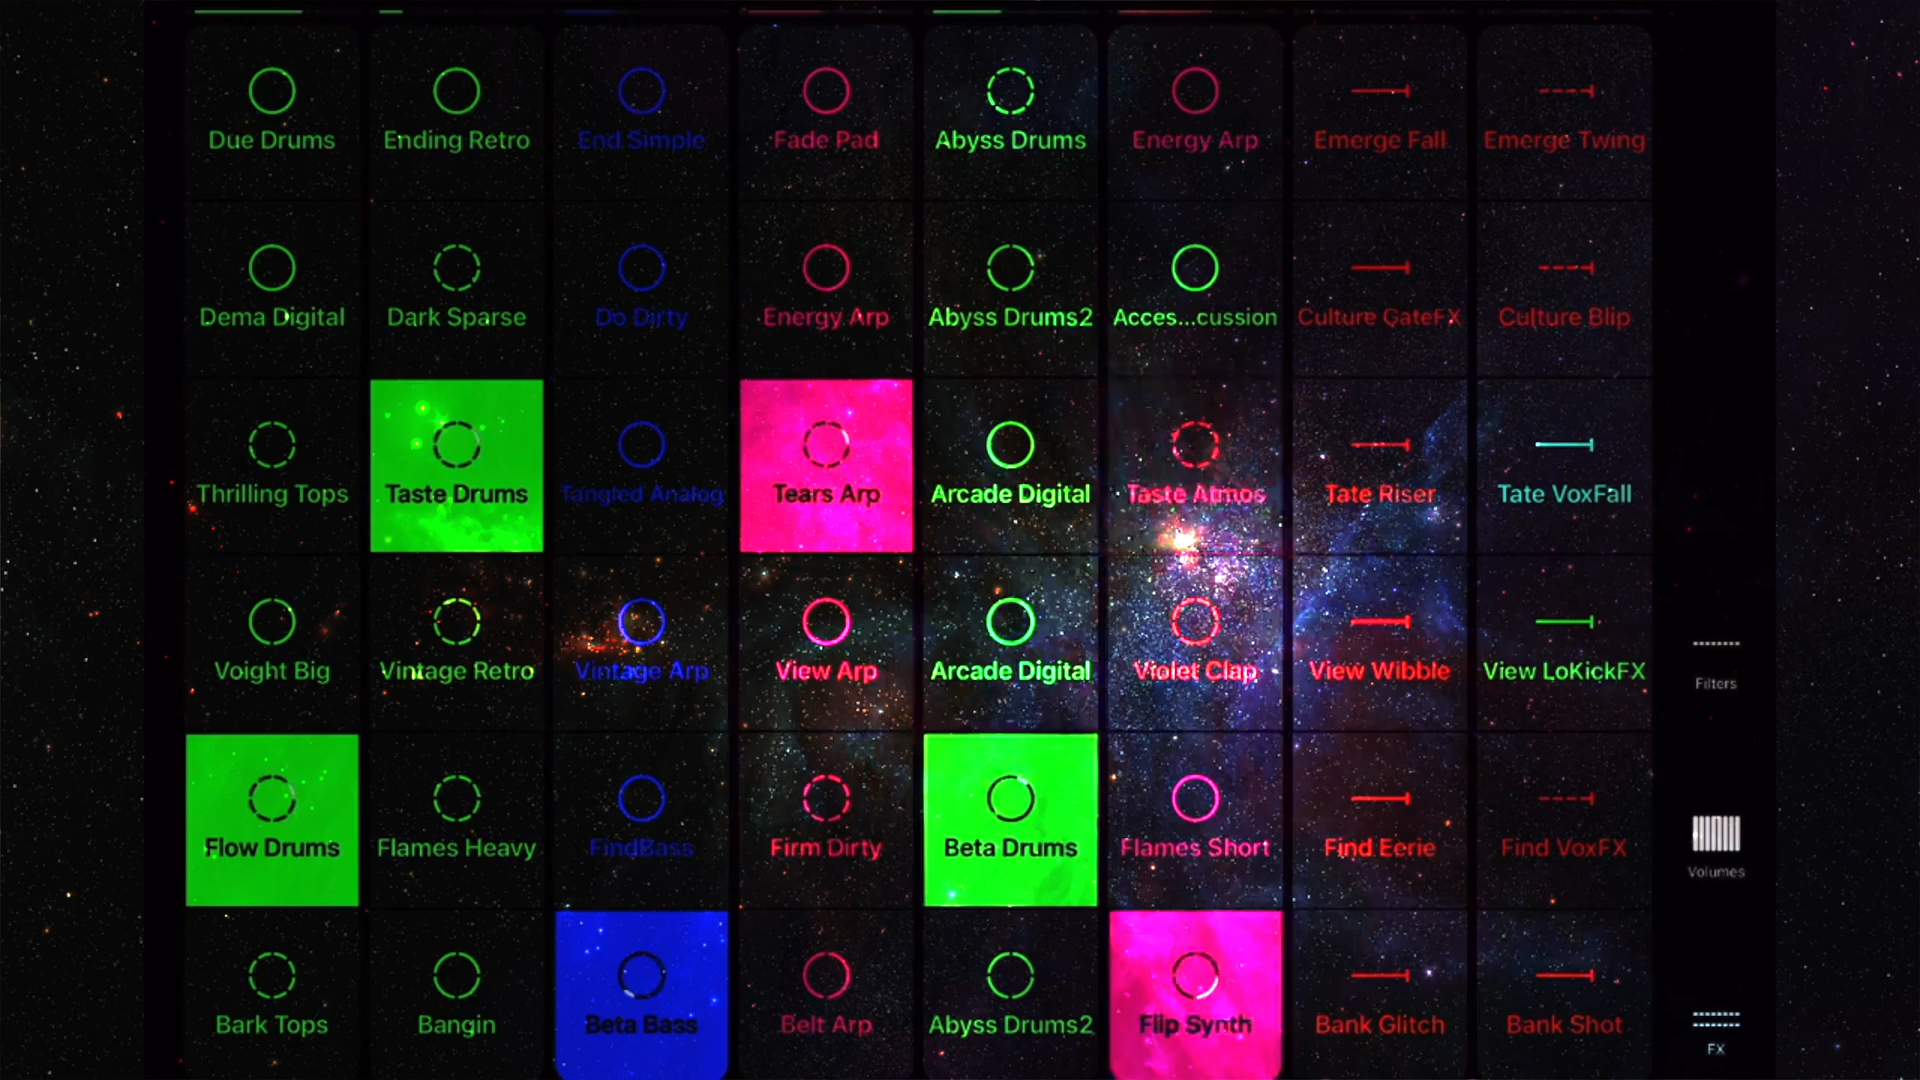 Due Drums
Ending Retro
End Simple
Fade Pad
Abyss Drums
Energy Arp
Emerge Fall
Emerge Twing
Dema Digital
Dark Sparse
Do Dirty
Energy Arp
Abyss Drums2
Acces...cussion
Culture GateFX
Culture Blip
Thrilling Tops
Taste Drums
Tangled Analog
Tears Arp
Arcade Digital
Taste Atmos
Tate Riser
Tate VoxFall
Voight Big
Vintage Retro
Vintage Arp
View Arp
Arcade Digital
Violet Clap
View Wibble
View LoKickFX
Filters
Flow Drums
Flames Heavy
FindBass
Firm Dirty
Beta Drums
Flames Short
Find Eerie
Find VoxFX
Volumes
Bark Tops
Bangin
Beta Bass
Belt Arp
Abyss Drums2
Flip Synth
Bank Glitch
Bank Shot
FX